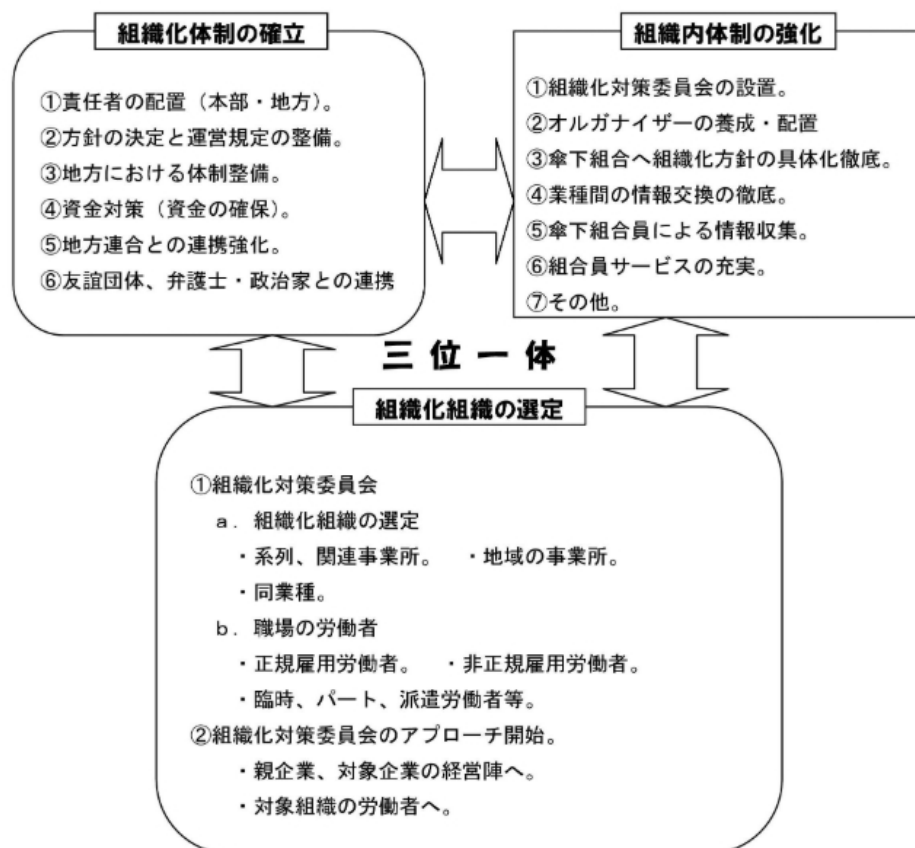 組織化体制の確立
①責任者の配置（本部・地方）。
②方針の決定と運営規定の整備。
③地方における体制整備。
④資金対策（資金の確保）。
⑤地方連合との連携強化。
⑥友誼団体、弁護士・政治家との連携
組織内体制の強化
①組織化対策委員会の設置。
②オルガナイザーの養成・配置
③傘下組合へ組織化方針の具体化徹底。
④業種間の情報交換の徹底。
⑤傘下組合員による情報収集。
⑥組合員サービスの充実。
⑦その他。
三位一体
組織化組織の選定
①組織化対策委員会
ａ．組織化組織の選定
・系列、関連事業所。　・地域の事業所。
・同業種。
ｂ．職場の労働者
・正規雇用労働者。　・非正規雇用労働者。
・臨時、パート、派遣労働者等。
②組織化対策委員会のアプローチ開始。
・親企業、対象企業の経営陣へ。
・対象組織の労働者へ。